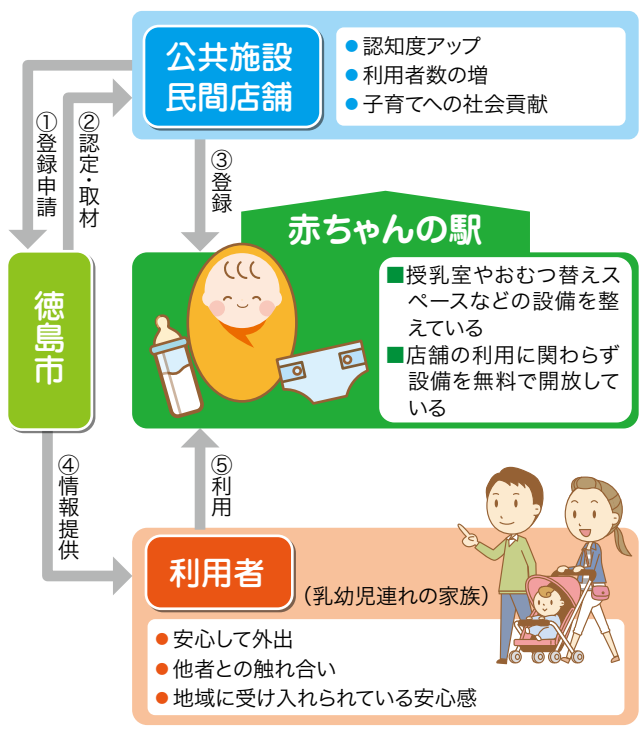 公共施設
民間店舗
●認知度アップ
●利用者数の増
●子育てへの社会貢献
①登録申請
②認定・取材
③登録
赤ちゃんの駅
■授乳室やおむつ替えス
ペースなどの設備を整
えている
■店舗の利用に関わらず
設備を無料で開放して
いる
徳島市
④情報提供
⑤利用
利用者
（乳幼児連れの家族）
●安心して外出
●他者との触れ合い
●地域に受け入れられている安心感